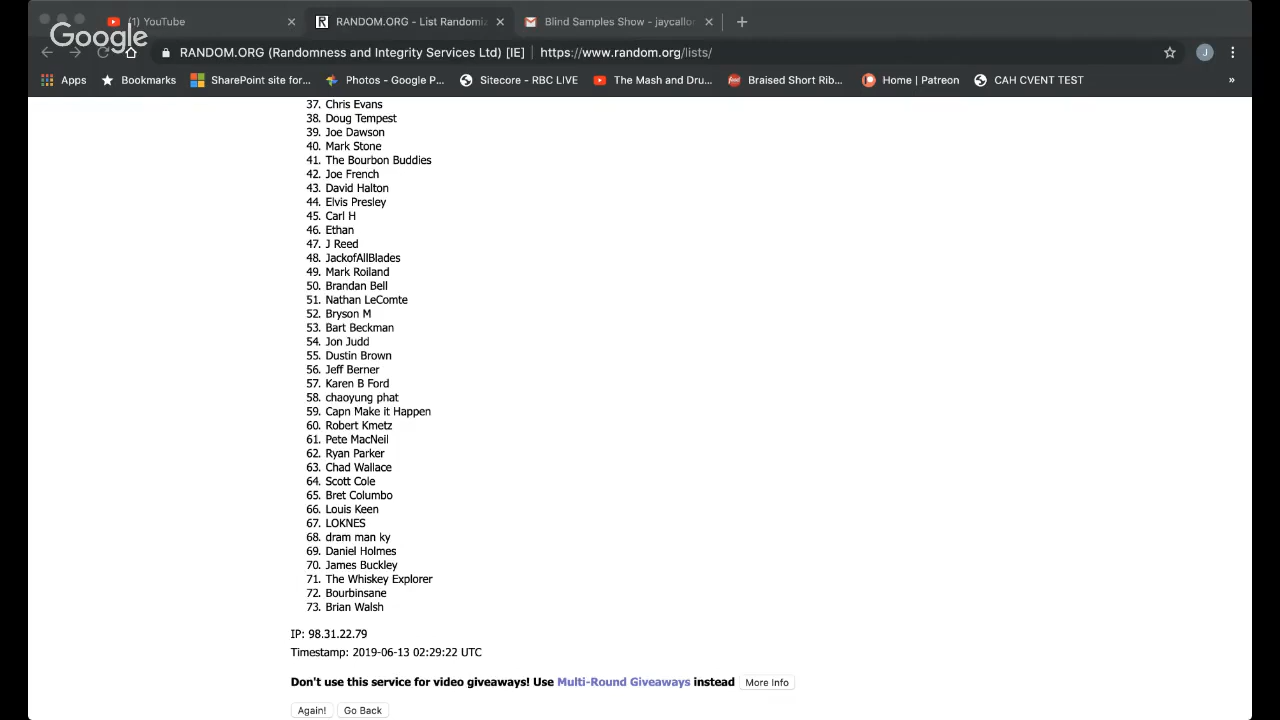 (1) YouTube
RANDOM.ORG - List Randomiz
Blind Samples Show - jaycallor
Google
RANDOM.ORG (Randomness and Integrity Services Ltd) [IE] https://www.random.org/lists/
J
Apps Bookmarks SharePoint site for... Photos - Google P... Sitecore - RBC LIVE The Mash and Dru... Braised Short Rib... Home | Patreon CAH CVENT TEST »
37. Chris Evans
38. Doug Tempest
39. Joe Dawson
40. Mark Stone
41. The Bourbon Buddies
42. Joe French
43. David Halton
44. Elvis Presley
45. Carl H
46. Ethan
47. J Reed
48. JackofAllBlades
49. Mark Roiland
50. Brandan Bell
51. Nathan LeComte
52. Bryson M
53. Bart Beckman
54. Jon Judd
55. Dustin Brown
56. Jeff Berner
57. Karen B Ford
58. chaoyung phat
59. Capn Make it Happen
60. Robert Kmetz
61. Pete MacNeil
62. Ryan Parker
63. Chad Wallace
64. Scott Cole
65. Bret Columbo
66. Louis Keen
67. LOKNES
68. dram man ky
69. Daniel Holmes
70. James Buckley
71. The Whiskey Explorer
72. Bourbinsane
73. Brian Walsh
IP: 98.31.22.79
Timestamp: 2019-06-13 02:29:22 UTC
Don't use this service for video giveaways! Use Multi-Round Giveaways instead More Info
Again! Go Back